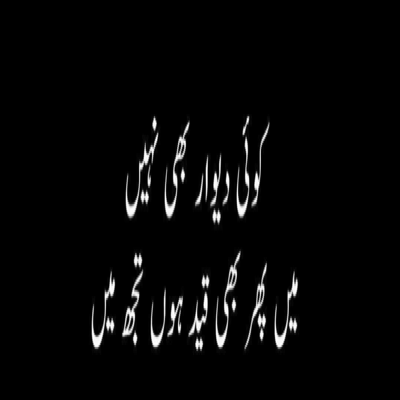 کوئی دیوار بھی نہیں
میں پھر بھی قید ہوں تجھ میں